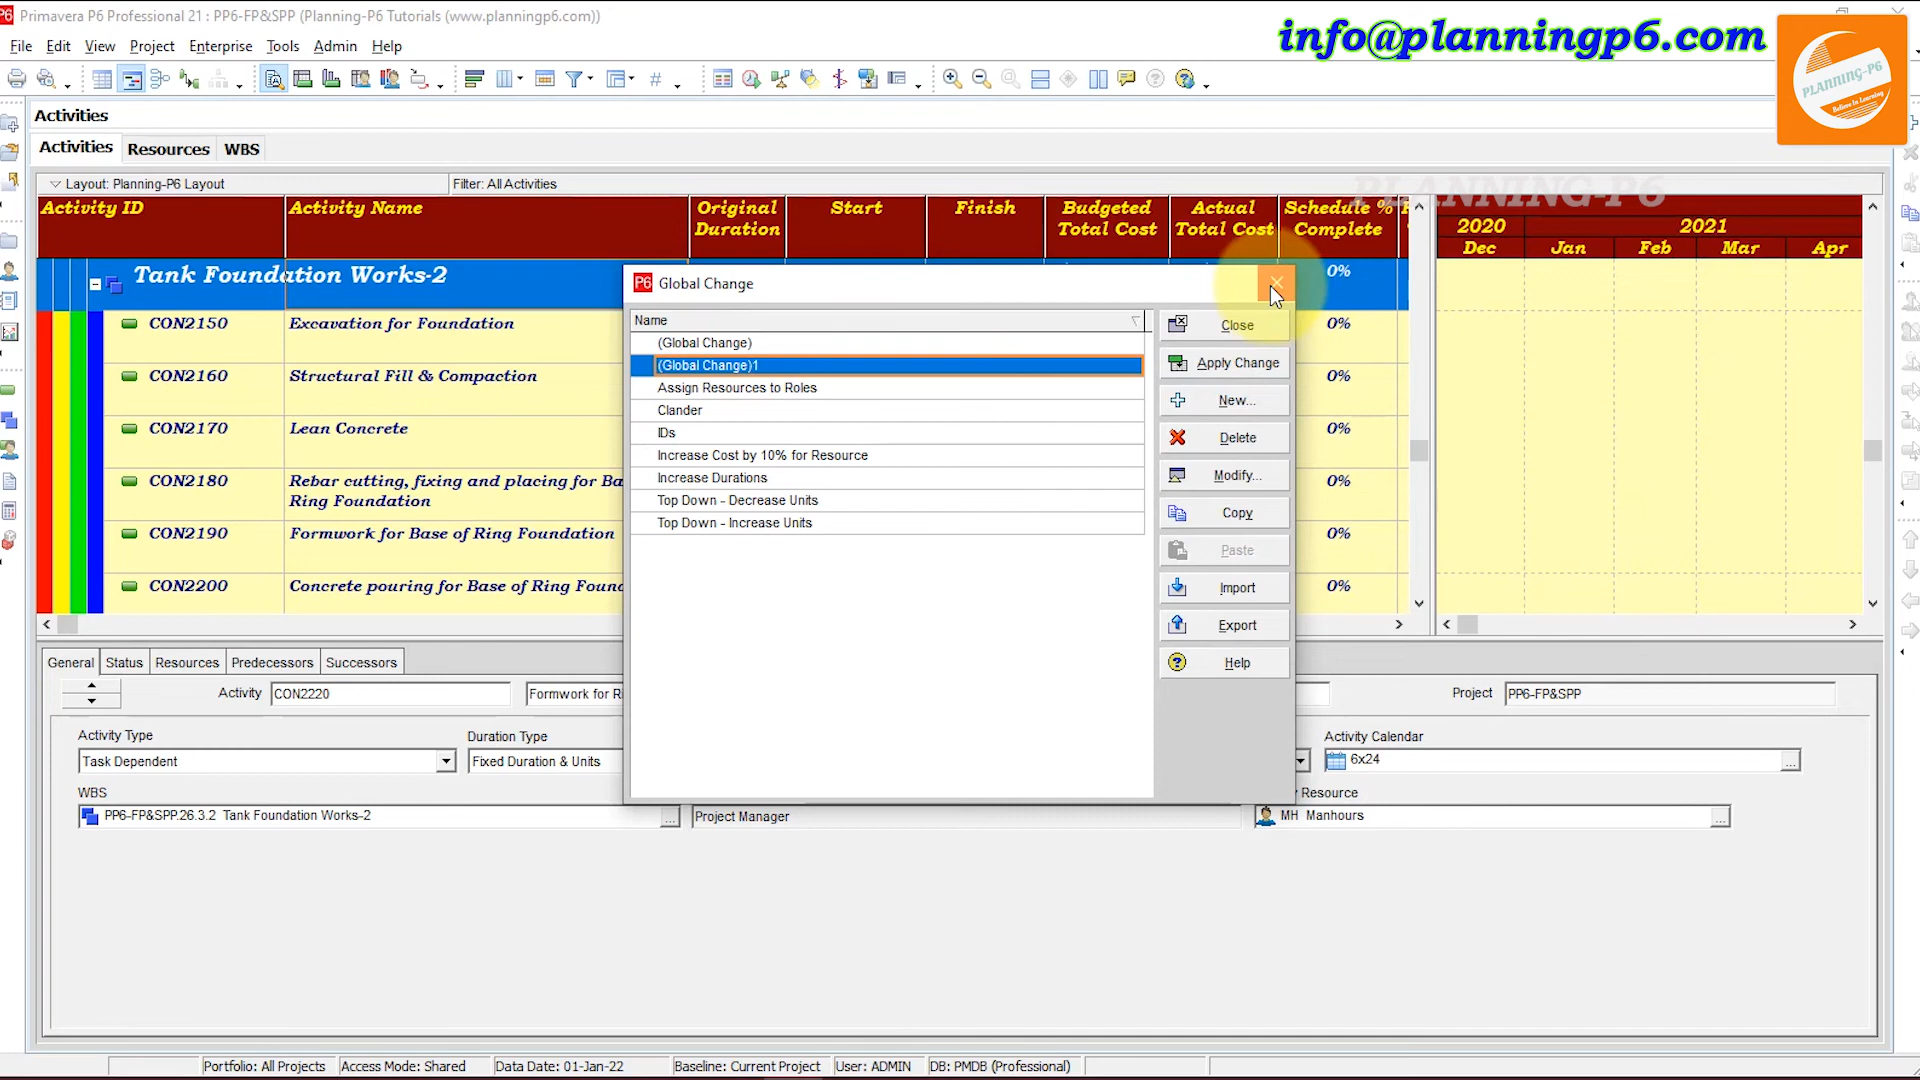 Primavera P6 Professional 21 : PP6-FP&SPP (Planning-P6 Tutorials (www.planningp6.com))
info@planningp6.com
PLANNING-P6
Believe In Learning
File Edit View Project Enterprise Tools Admin Help
Activities
Activities Resources WBS
Layout: Planning-P6 Layout Filter: All Activities
PLANNING-P6
Activity ID Activity Name Original Duration Start Finish Budgeted Total Cost Actual Total Cost Schedule % Complete
2020 2021
Dec Jan Feb Mar Apr
Tank Foundation Works-2 0%
CON2150 Excavation for Foundation 0%
CON2160 Structural Fill & Compaction 0%
CON2170 Lean Concrete 0%
CON2180 Rebar cutting, fixing and placing for Ba 0%
Ring Foundation
CON2190 Formwork for Base of Ring Foundation 0%
CON2200 Concrete pouring for Base of Ring Found 0%
P6 Global Change
Name
(Global Change)
(Global Change)1
Assign Resources to Roles
Clander
IDs
Increase Cost by 10% for Resource
Increase Durations
Top Down - Decrease Units
Top Down - Increase Units
Close
Apply Change
New...
Delete
Modify...
Copy
Paste
Import
Export
Help
General Status Resources Predecessors Successors
Activity CON2220 Formwork for Ri Project PP6-FP&SPP
Activity Type Duration Type Activity Calendar
Task Dependent Fixed Duration & Units 6x24
WBS Resource
PP6-FP&SPP.26.3.2 Tank Foundation Works-2 Project Manager MH Manhours
Portfolio: All Projects Access Mode: Shared Data Date: 01-Jan-22 Baseline: Current Project User: ADMIN DB: PMDB (Professional)